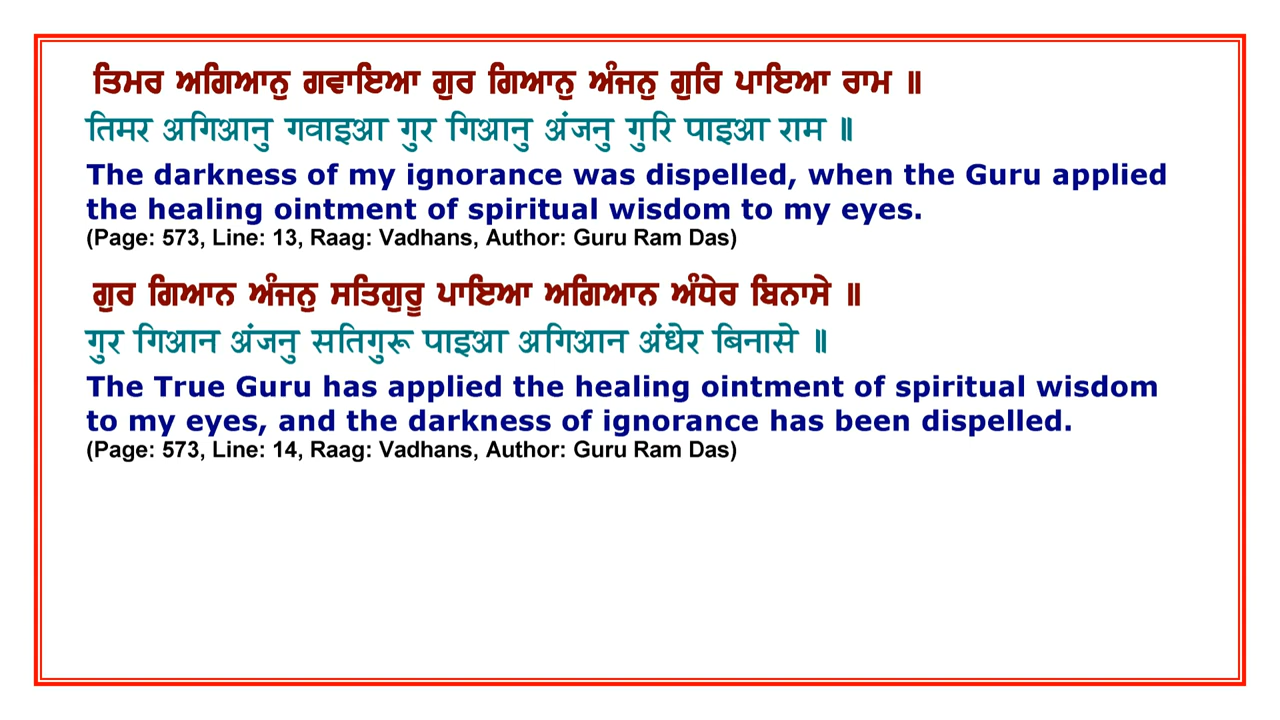 ਤਿਮਰ ਅਗਿਆਨੁ ਗਵਾਇਆ ਗੁਰ ਗਿਆਨੁ ਅੰਜਨੁ ਗੁਰਿ ਪਾਇਆ ਰਾਮ ॥
तिमर अगिआनु गवाइआ गुर गिआनु अंजनु गुरि पाइआ राम ॥
The darkness of my ignorance was dispelled, when the Guru applied
the healing ointment of spiritual wisdom to my eyes.
(Page: 573, Line: 13, Raag: Vadhans, Author: Guru Ram Das)
ਗੁਰ ਗਿਆਨ ਅੰਜਨੁ ਸਤਿਗੁਰੂ ਪਾਇਆ ਅਗਿਆਨ ਅੰਧੇਰ ਬਿਨਾਸੇ ॥
गुर गिआन अंजनु सतिगुरू पाइआ अगिआन अंधेर बिनासे ॥
The True Guru has applied the healing ointment of spiritual wisdom
to my eyes, and the darkness of ignorance has been dispelled.
(Page: 573, Line: 14, Raag: Vadhans, Author: Guru Ram Das)